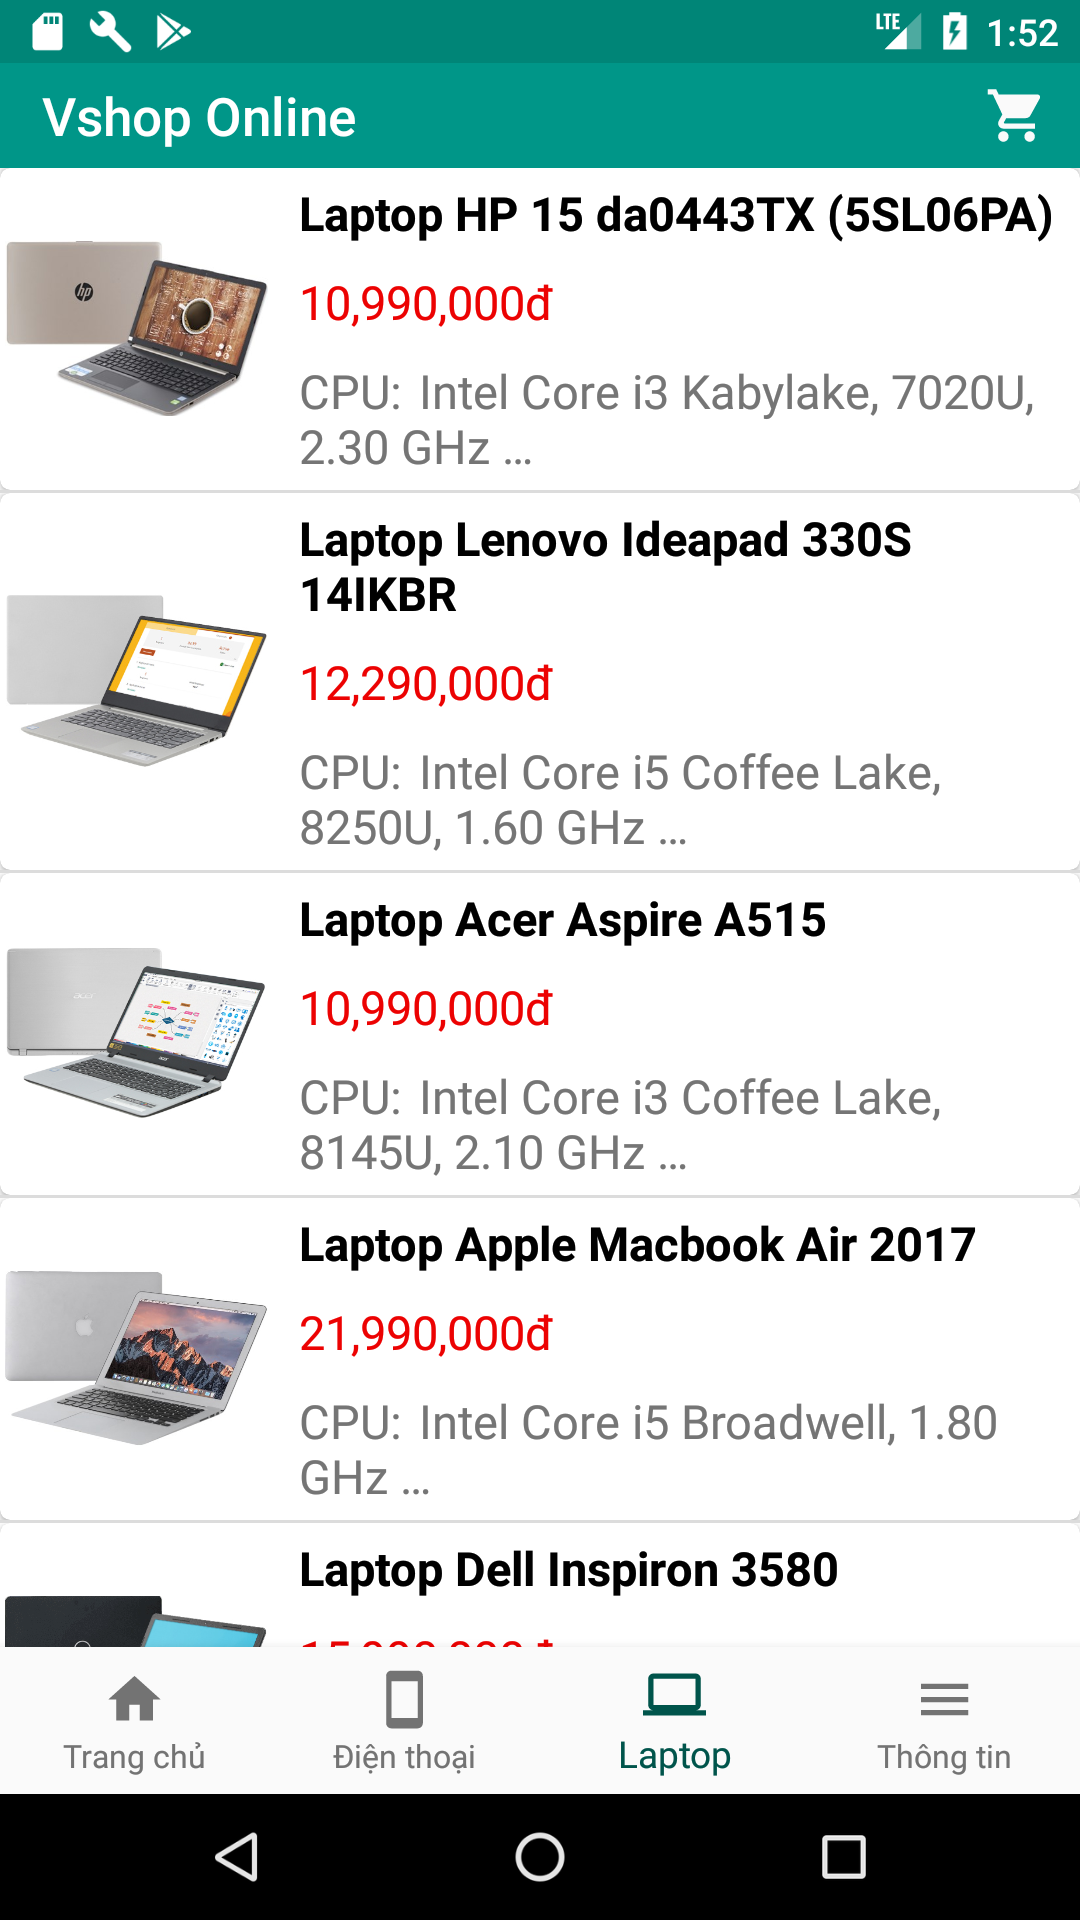 LTE 1:52
Vshop Online
Laptop HP 15 da0443TX (5SL06PA)
10,990,000đ
CPU: Intel Core i3 Kabylake, 7020U,
2.30 GHz ...
hp
Laptop Lenovo Ideapad 330S
14IKBR
12,290,000đ
CPU: Intel Core i5 Coffee Lake,
8250U, 1.60 GHz ...
Laptop Acer Aspire A515
10,990,000đ
CPU: Intel Core i3 Coffee Lake,
8145U, 2.10 GHz ...
acer
Laptop Apple Macbook Air 2017
21,990,000đ
CPU: Intel Core i5 Broadwell, 1.80
GHz ...
Laptop Dell Inspiron 3580
Trang chủ
Điện thoại
Laptop
Thông tin